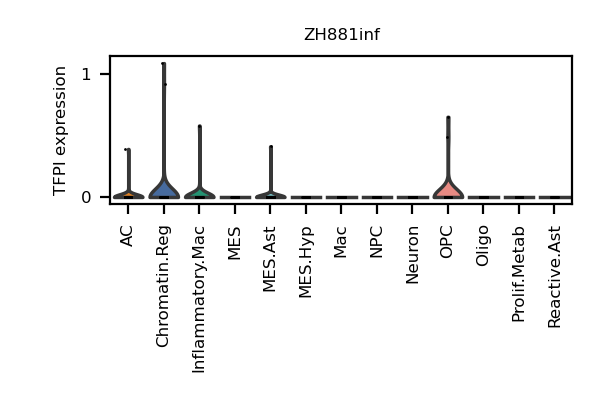 ZH881inf
TFPI expression
1
0
AC
Chromatin.Reg
Inflammatory.Mac
MES
MES.Ast
MES.Hyp
Mac
NPC
Neuron
OPC
Oligo
Prolif.Metab
Reactive.Ast